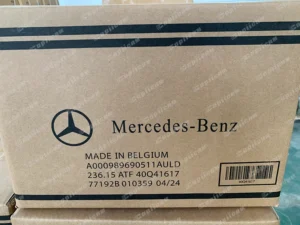 Mercedes-Benz
MADE IN BELGIUM
A000989690511AULD
236.15 ATF 40Q41617
77192B 010359 04/24